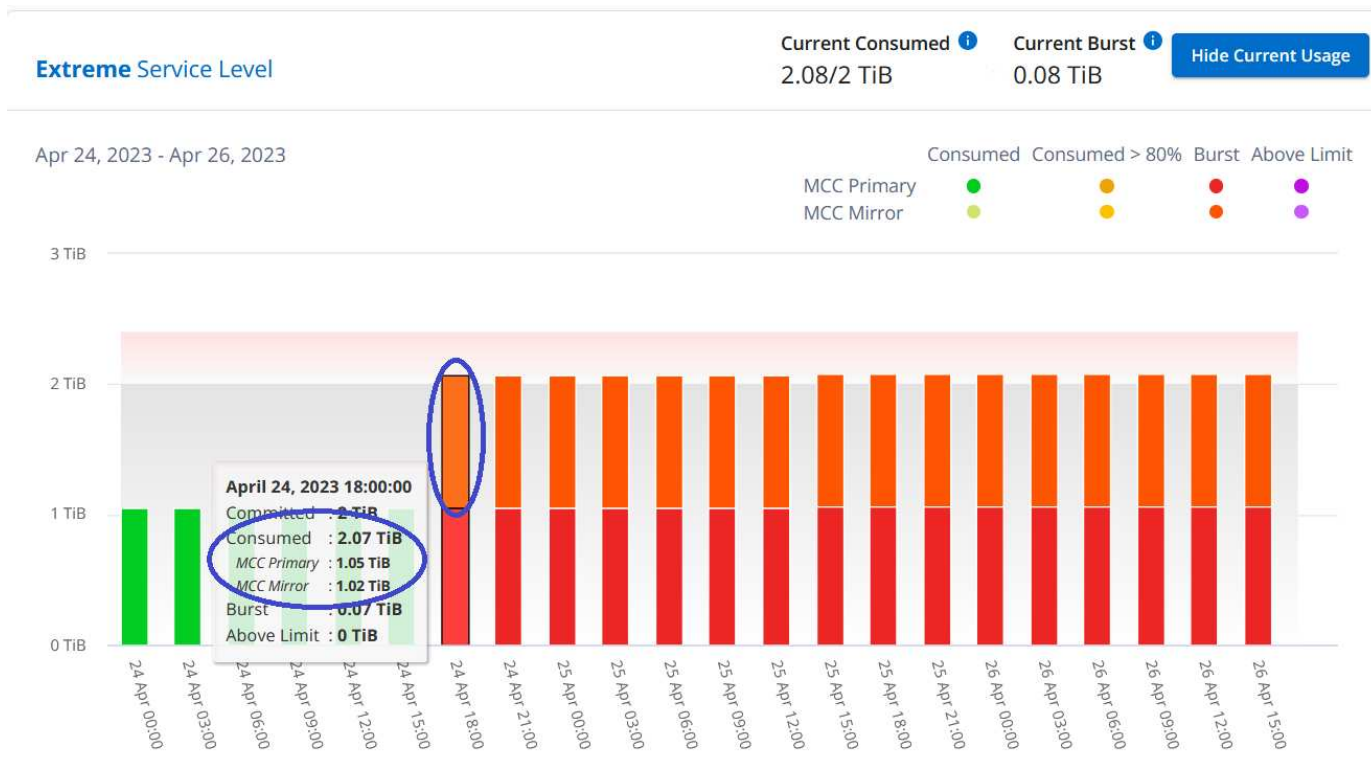 Extreme Service Level
Current Consumed i
2.08/2 TiB
Current Burst i
0.08 TiB
Hide Current Usage
Apr 24, 2023 - Apr 26, 2023
Consumed Consumed > 80% Burst Above Limit
MCC Primary
MCC Mirror
3 TiB
2 TiB
1 TiB
0 TiB
April 24, 2023 18:00:00
Committed : 2 TiB
Consumed : 2.07 TiB
MCC Primary : 1.05 TiB
MCC Mirror : 1.02 TiB
Burst : 0.07 TiB
Above Limit : 0 TiB
24 Apr 00:00
24 Apr 03:00
24 Apr 06:00
24 Apr 09:00
24 Apr 12:00
24 Apr 15:00
24 Apr 18:00
24 Apr 21:00
25 Apr 00:00
25 Apr 03:00
25 Apr 06:00
25 Apr 09:00
25 Apr 12:00
25 Apr 15:00
25 Apr 18:00
25 Apr 21:00
26 Apr 00:00
26 Apr 03:00
26 Apr 06:00
26 Apr 09:00
26 Apr 12:00
26 Apr 15:00